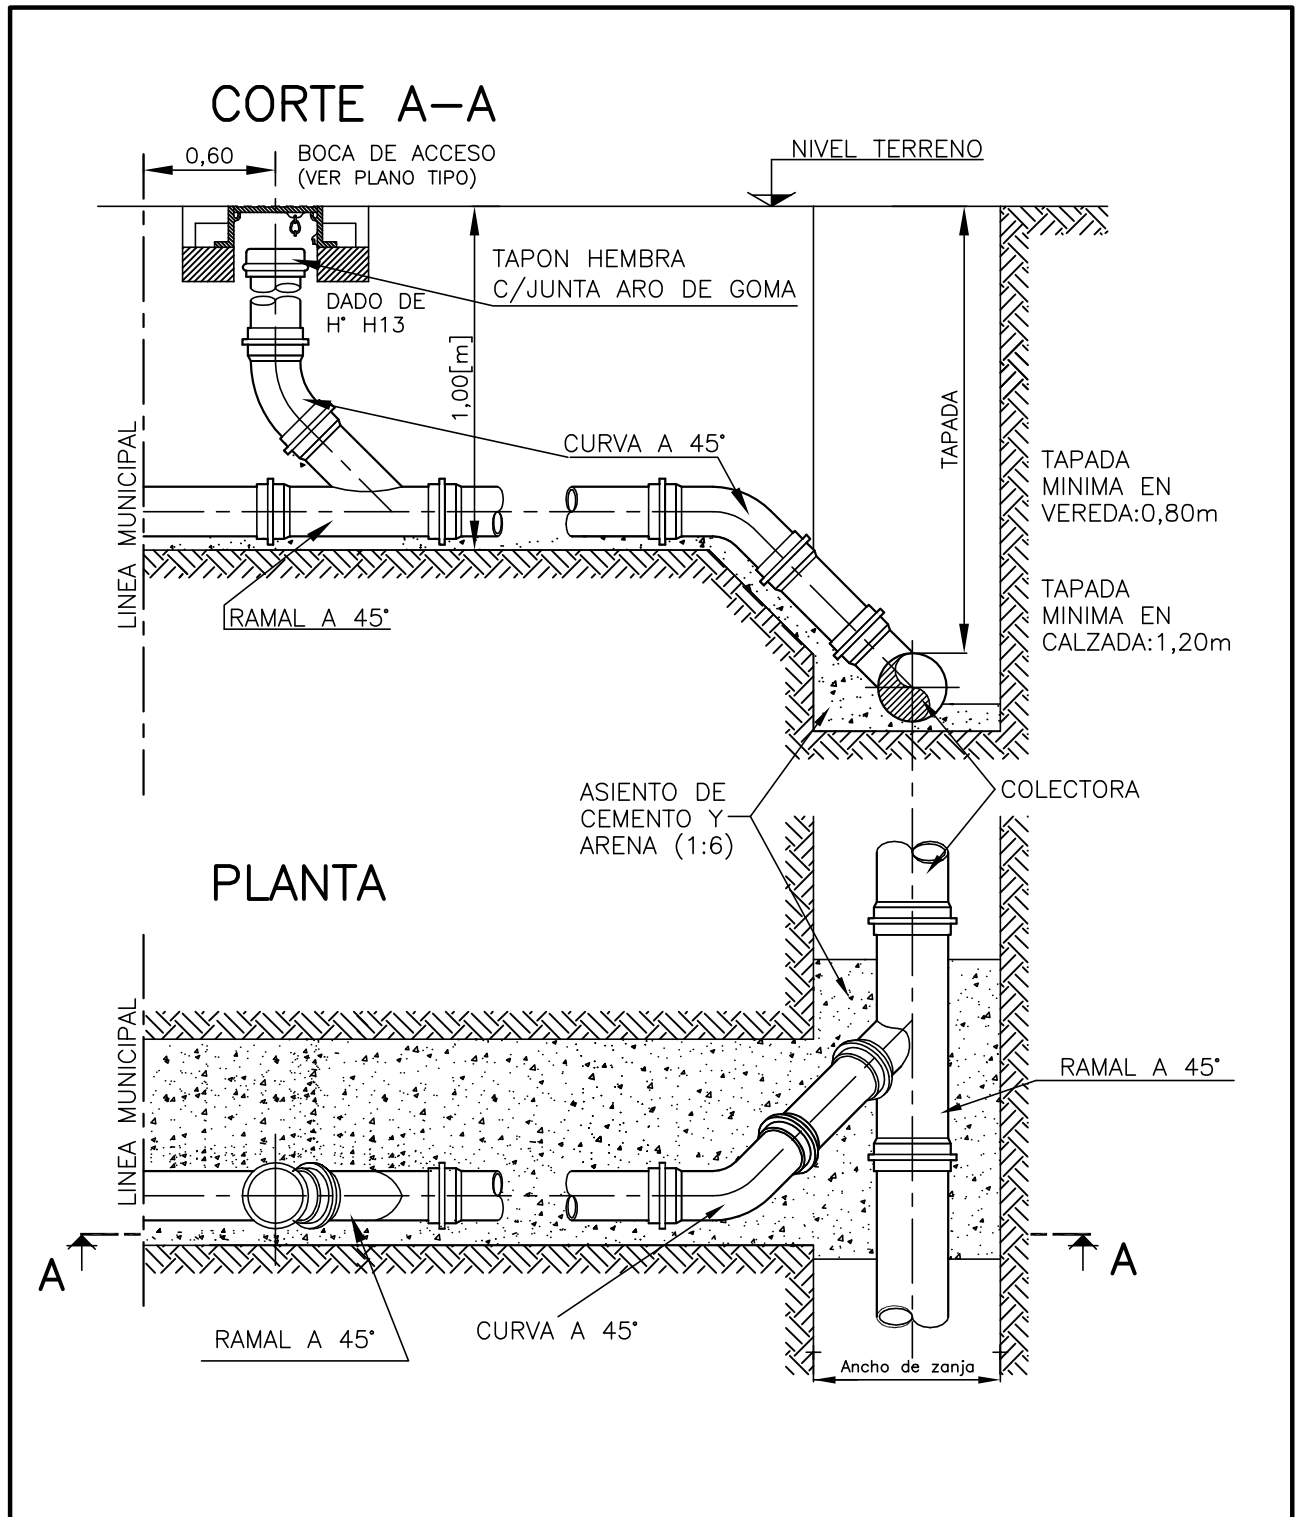 CORTE A-A
0,60
BOCA DE ACCESO
(VER PLANO TIPO)
NIVEL TERRENO
TAPON HEMBRA
C/JUNTA ARO DE GOMA
DADO DE
H° H13
1,00[m]
TAPADA
CURVA A 45°
LINEA MUNICIPAL
TAPADA
MINIMA EN
VEREDA:0,80m
TAPADA
MINIMA EN
CALZADA:1,20m
RAMAL A 45°
ASIENTO DE
CEMENTO Y
ARENA (1:6)
COLECTORA
PLANTA
LINEA MUNICIPAL
RAMAL A 45°
A
A
RAMAL A 45°
CURVA A 45°
Ancho de zanja